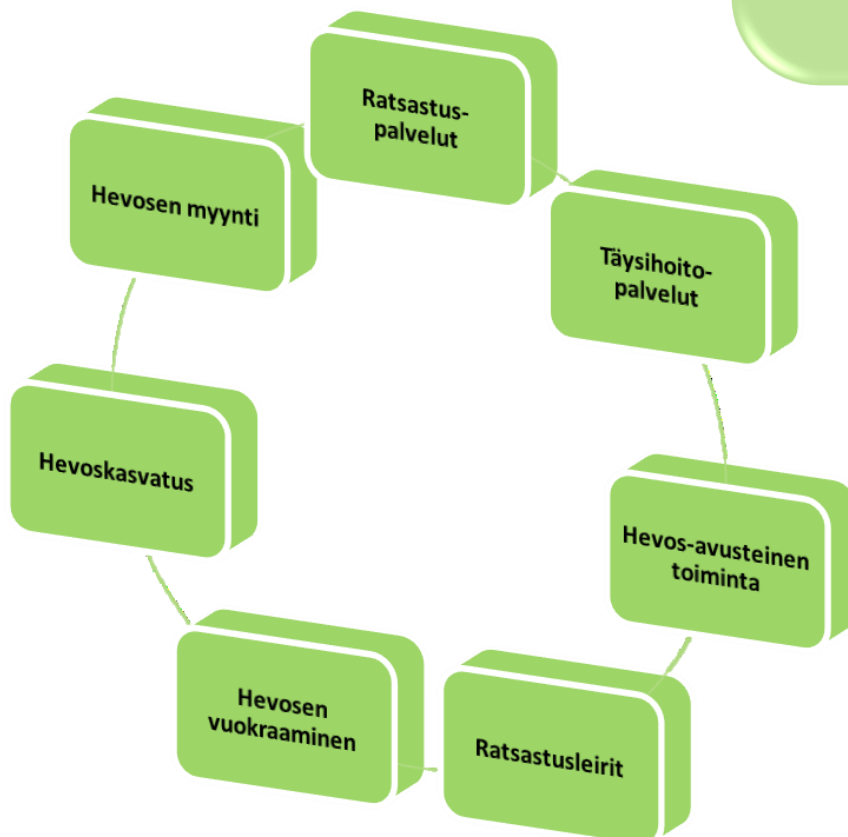 Ratsastus-
palvelut
Täysihoito-
palvelut
Hevos-avusteinen
toiminta
Ratsastusleirit
Hevosen
vuokraaminen
Hevoskasvatus
Hevosen myynti